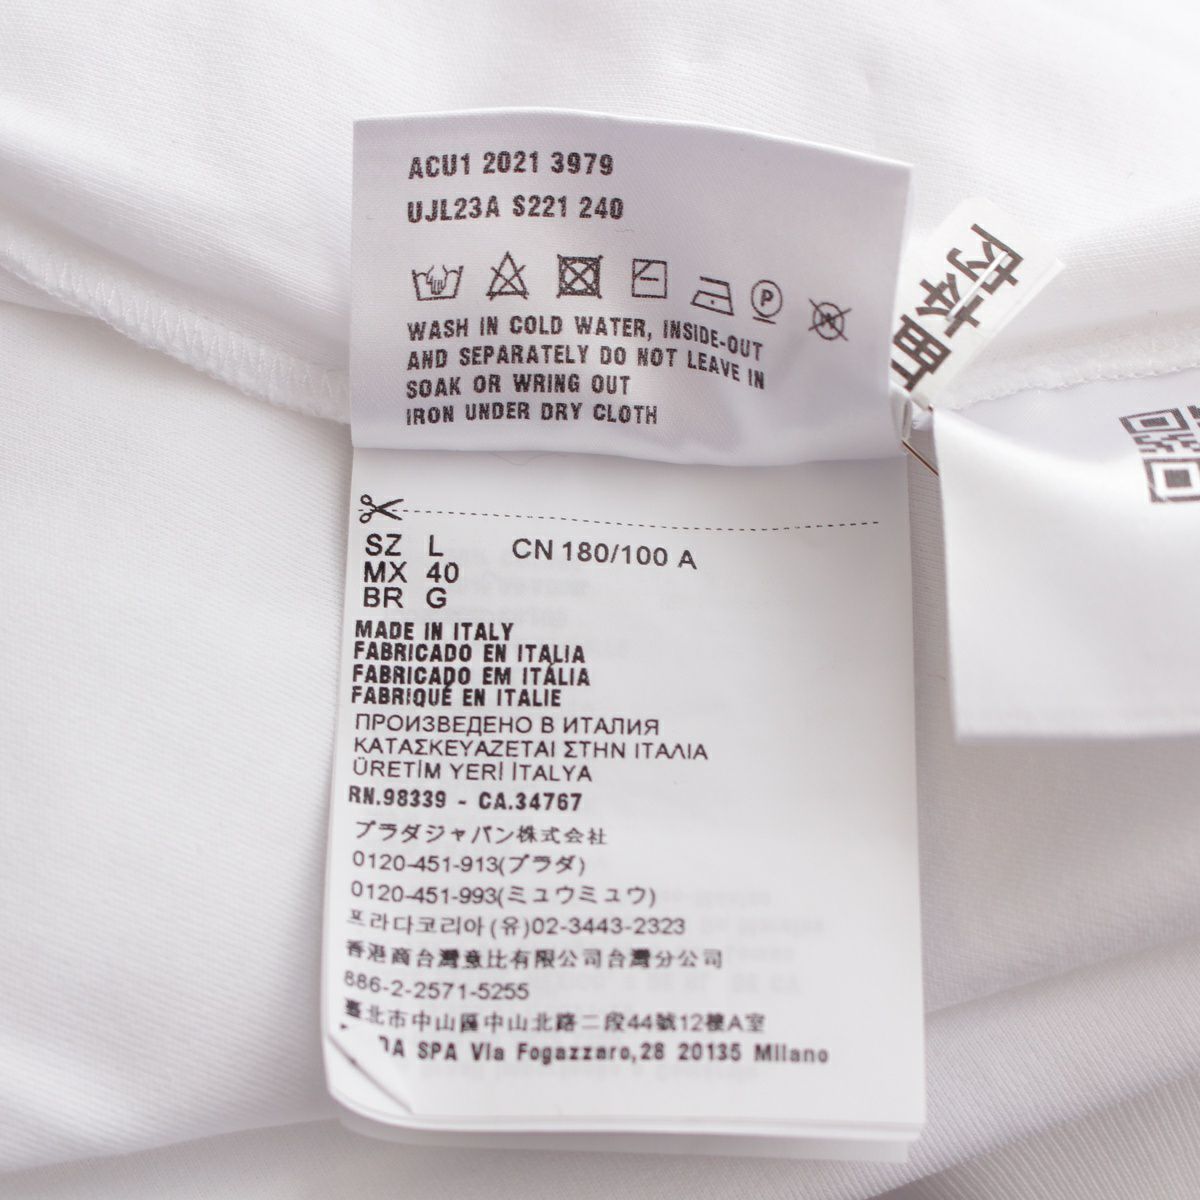 ACU1 2021 3979
UJL23A S221 240
P
W
WASH IN COLD WATER, INSIDE-OUT
AND SEPARATELY DO NOT LEAVE IN
SOAK OR WRING OUT
IRON UNDER DRY CLOTH
内本町
SZ L CN 180/100 A
MX 40
BR G
MADE IN ITALY
FABRICADO EN ITALIA
FABRICADO EM ITÁLIA
FABRIQUÉ EN ITALIE
ПРОИЗВЕДЕНО В ИТАЛИЯ
ΚΑΤΑΣΚΕΥΑΖΕΤΑΙ ΣΤΗΝ ΙΤΑΛΙΑ
ÜRETİM YERİ İTALYA
RN.98339 - CA.34767
プラダジャパン株式会社
0120-451-913(プラダ)
0120-451-993(ミュウミュウ)
프라다코리아(유)02-3443-2323
香港商台灣意比有限公司台灣分公司
886-2-2571-5255
臺北市中山區中山北路二段44號12樓A室
DA SPA Via Fogazzaro,28 20135 Milano